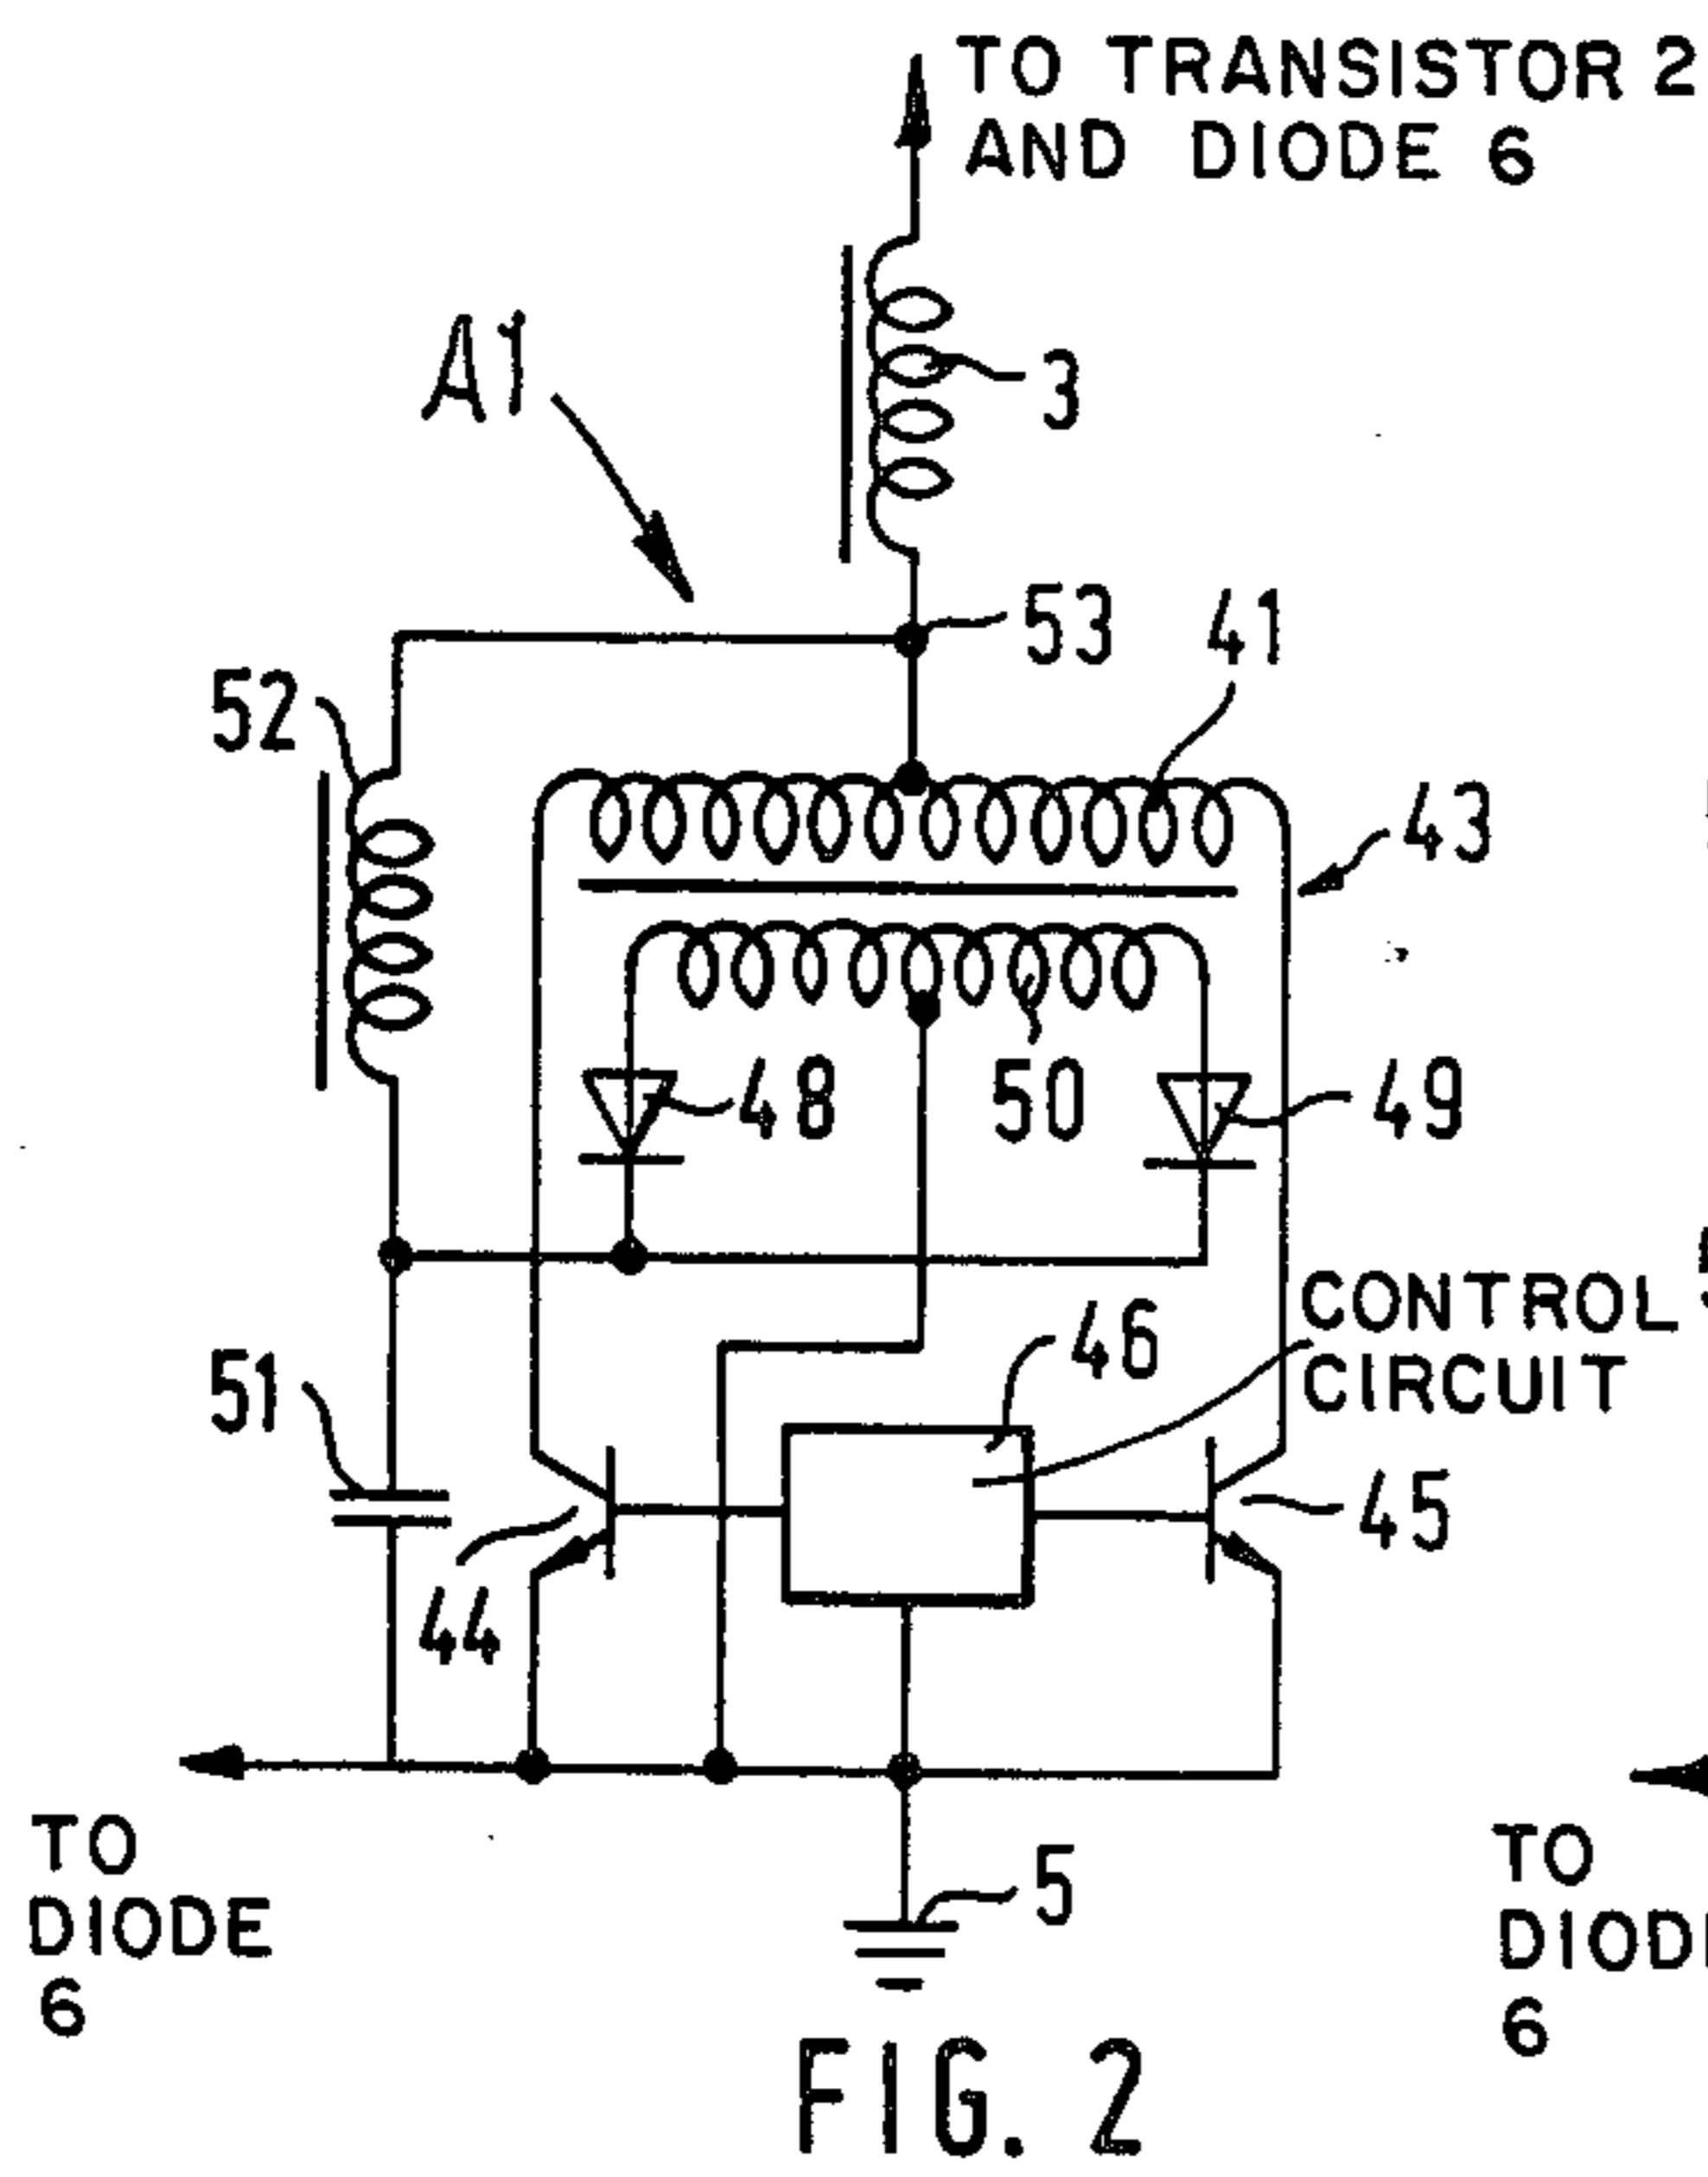 TO TRANSISTOR 2
AND DIODE 6
A1
3
53
41
52
43
48
50
49
46
CONTROL
CIRCUIT
51
45
44
5
TO
DIODE
6
TO
6
FIG. 2